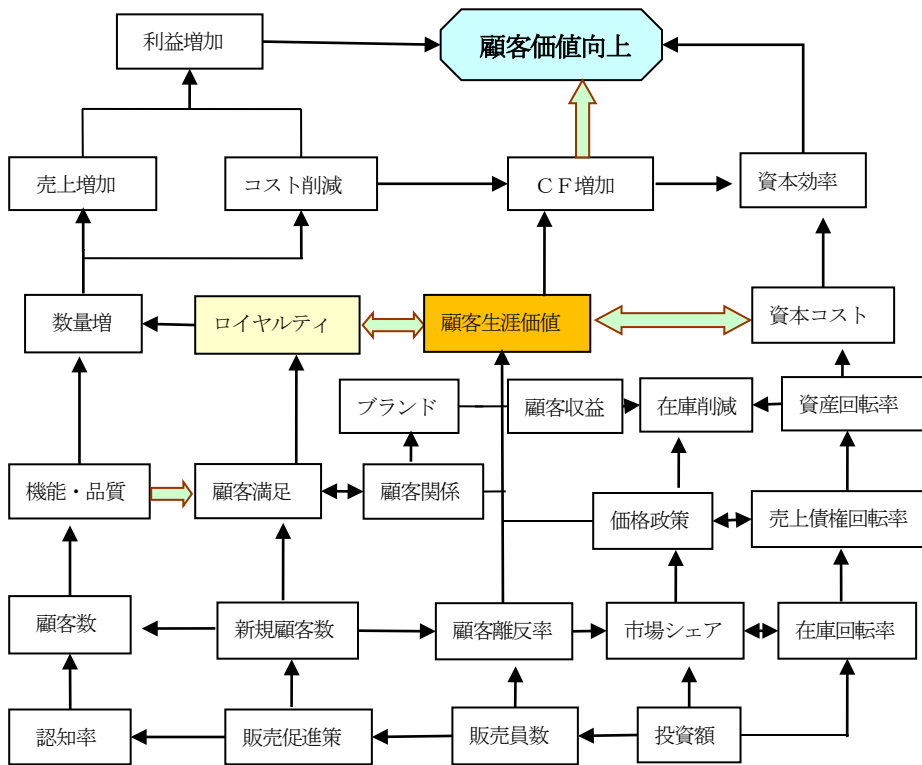 利益増加
顧客価値向上
売上増加
コスト削減
ＣＦ増加
資本効率
数量増
ロイヤルティ
顧客生涯価値
資本コスト
ブランド
顧客収益
在庫削減
資産回転率
機能・品質
顧客満足
顧客関係
価格政策
売上債権回転率
顧客数
新規顧客数
顧客離反率
市場シェア
在庫回転率
認知率
販売促進策
販売員数
投資額